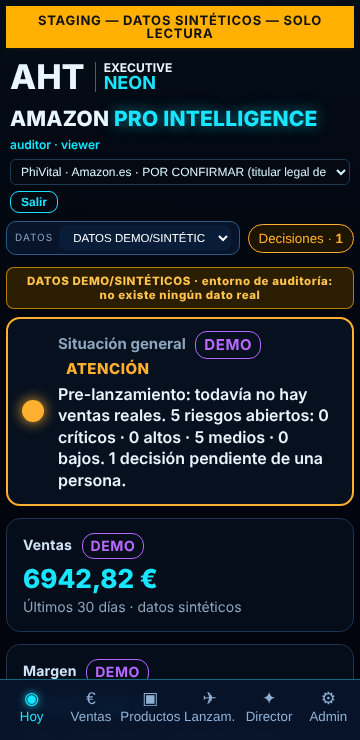 STAGING — DATOS SINTÉTICOS — SOLO
LECTURA
AHT
EXECUTIVE
NEON
AMAZON PRO INTELLIGENCE
auditor · viewer
PhiVital · Amazon.es · POR CONFIRMAR (titular legal de
Salir
DATOS DATOS DEMO/SINTÉTIC
Decisiones · 1
DATOS DEMO/SINTÉTICOS · entorno de auditoría:
no existe ningún dato real
Situación general DEMO
ATENCIÓN
Pre-lanzamiento: todavía no hay
ventas reales. 5 riesgos abiertos: 0
críticos · 0 altos · 5 medios · 0
bajos. 1 decisión pendiente de una
persona.
Ventas DEMO
6942,82 €
Últimos 30 días · datos sintéticos
Margen DEMO
Hoy Ventas Productos Lanzam. Director Admin